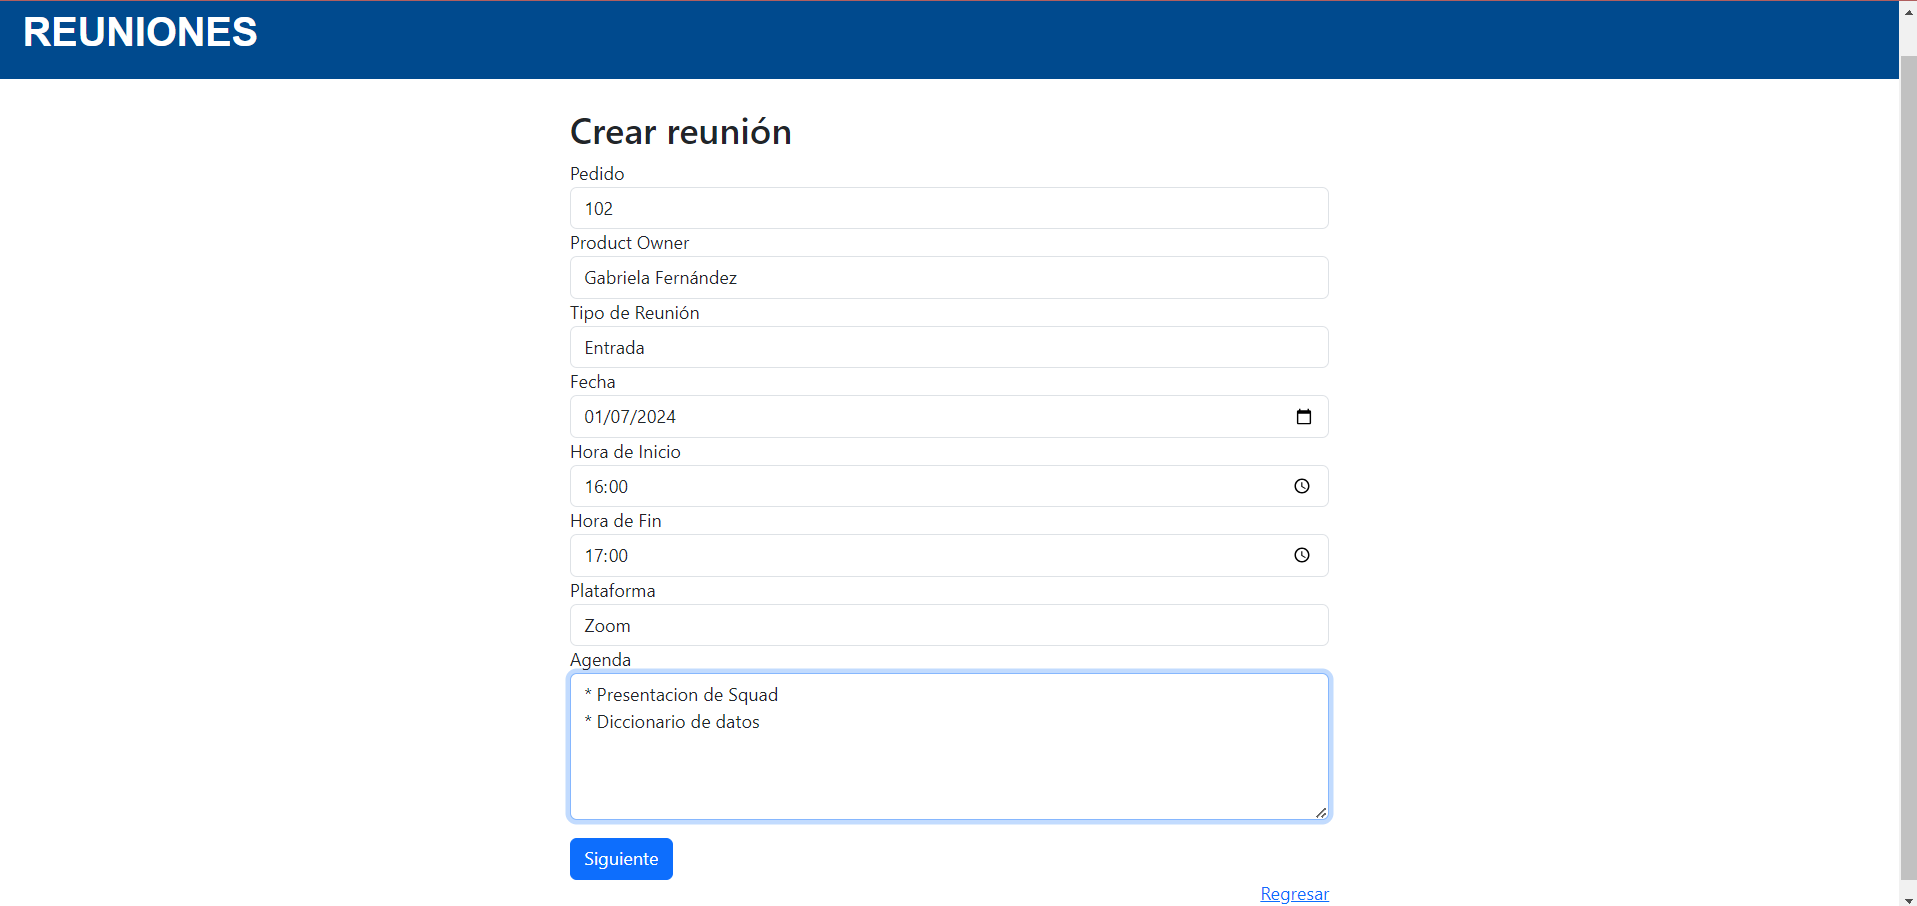 REUNIONES
Crear reunión
Pedido
102
Product Owner
Gabriela Fernández
Tipo de Reunión
Entrada
Fecha
01/07/2024
Hora de Inicio
16:00
Hora de Fin
17:00
Plataforma
Zoom
Agenda
* Presentacion de Squad
* Diccionario de datos
Siguiente
Regresar